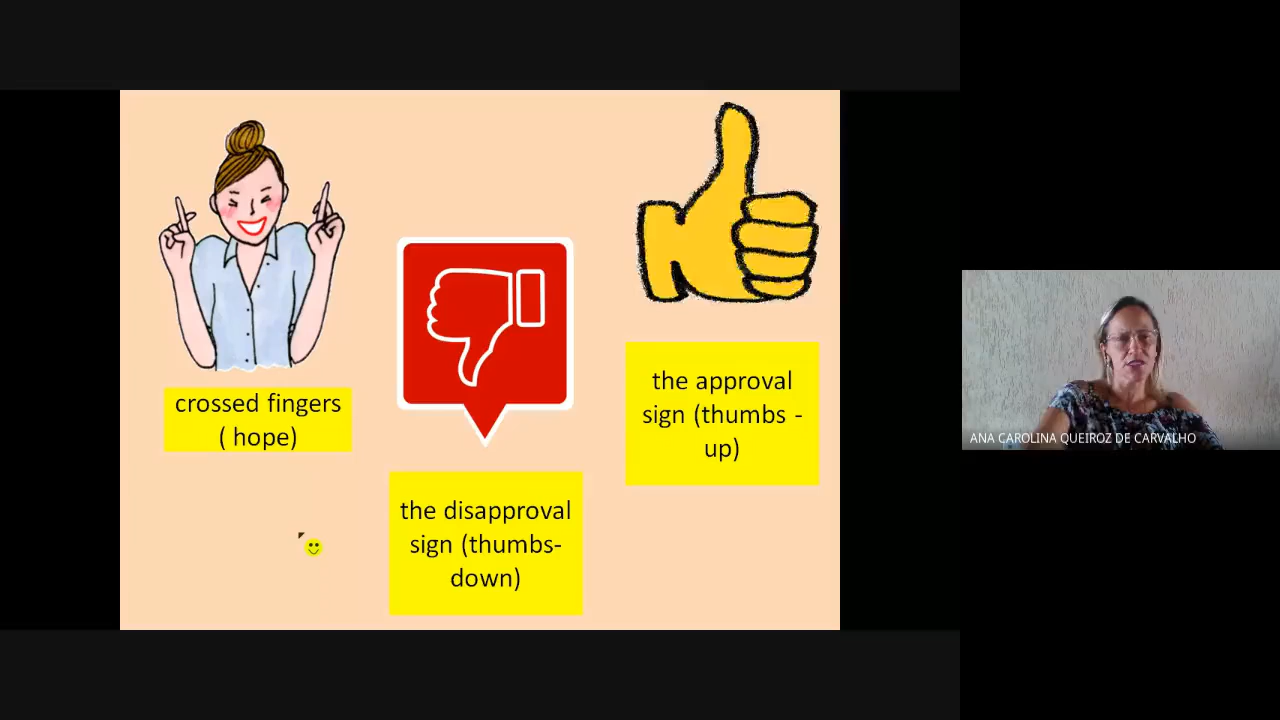 crossed fingers
( hope)
the disapproval
sign (thumbs-
down)
the approval
sign (thumbs -
up)
ANA CAROLINA QUEIROZ DE CARVALHO